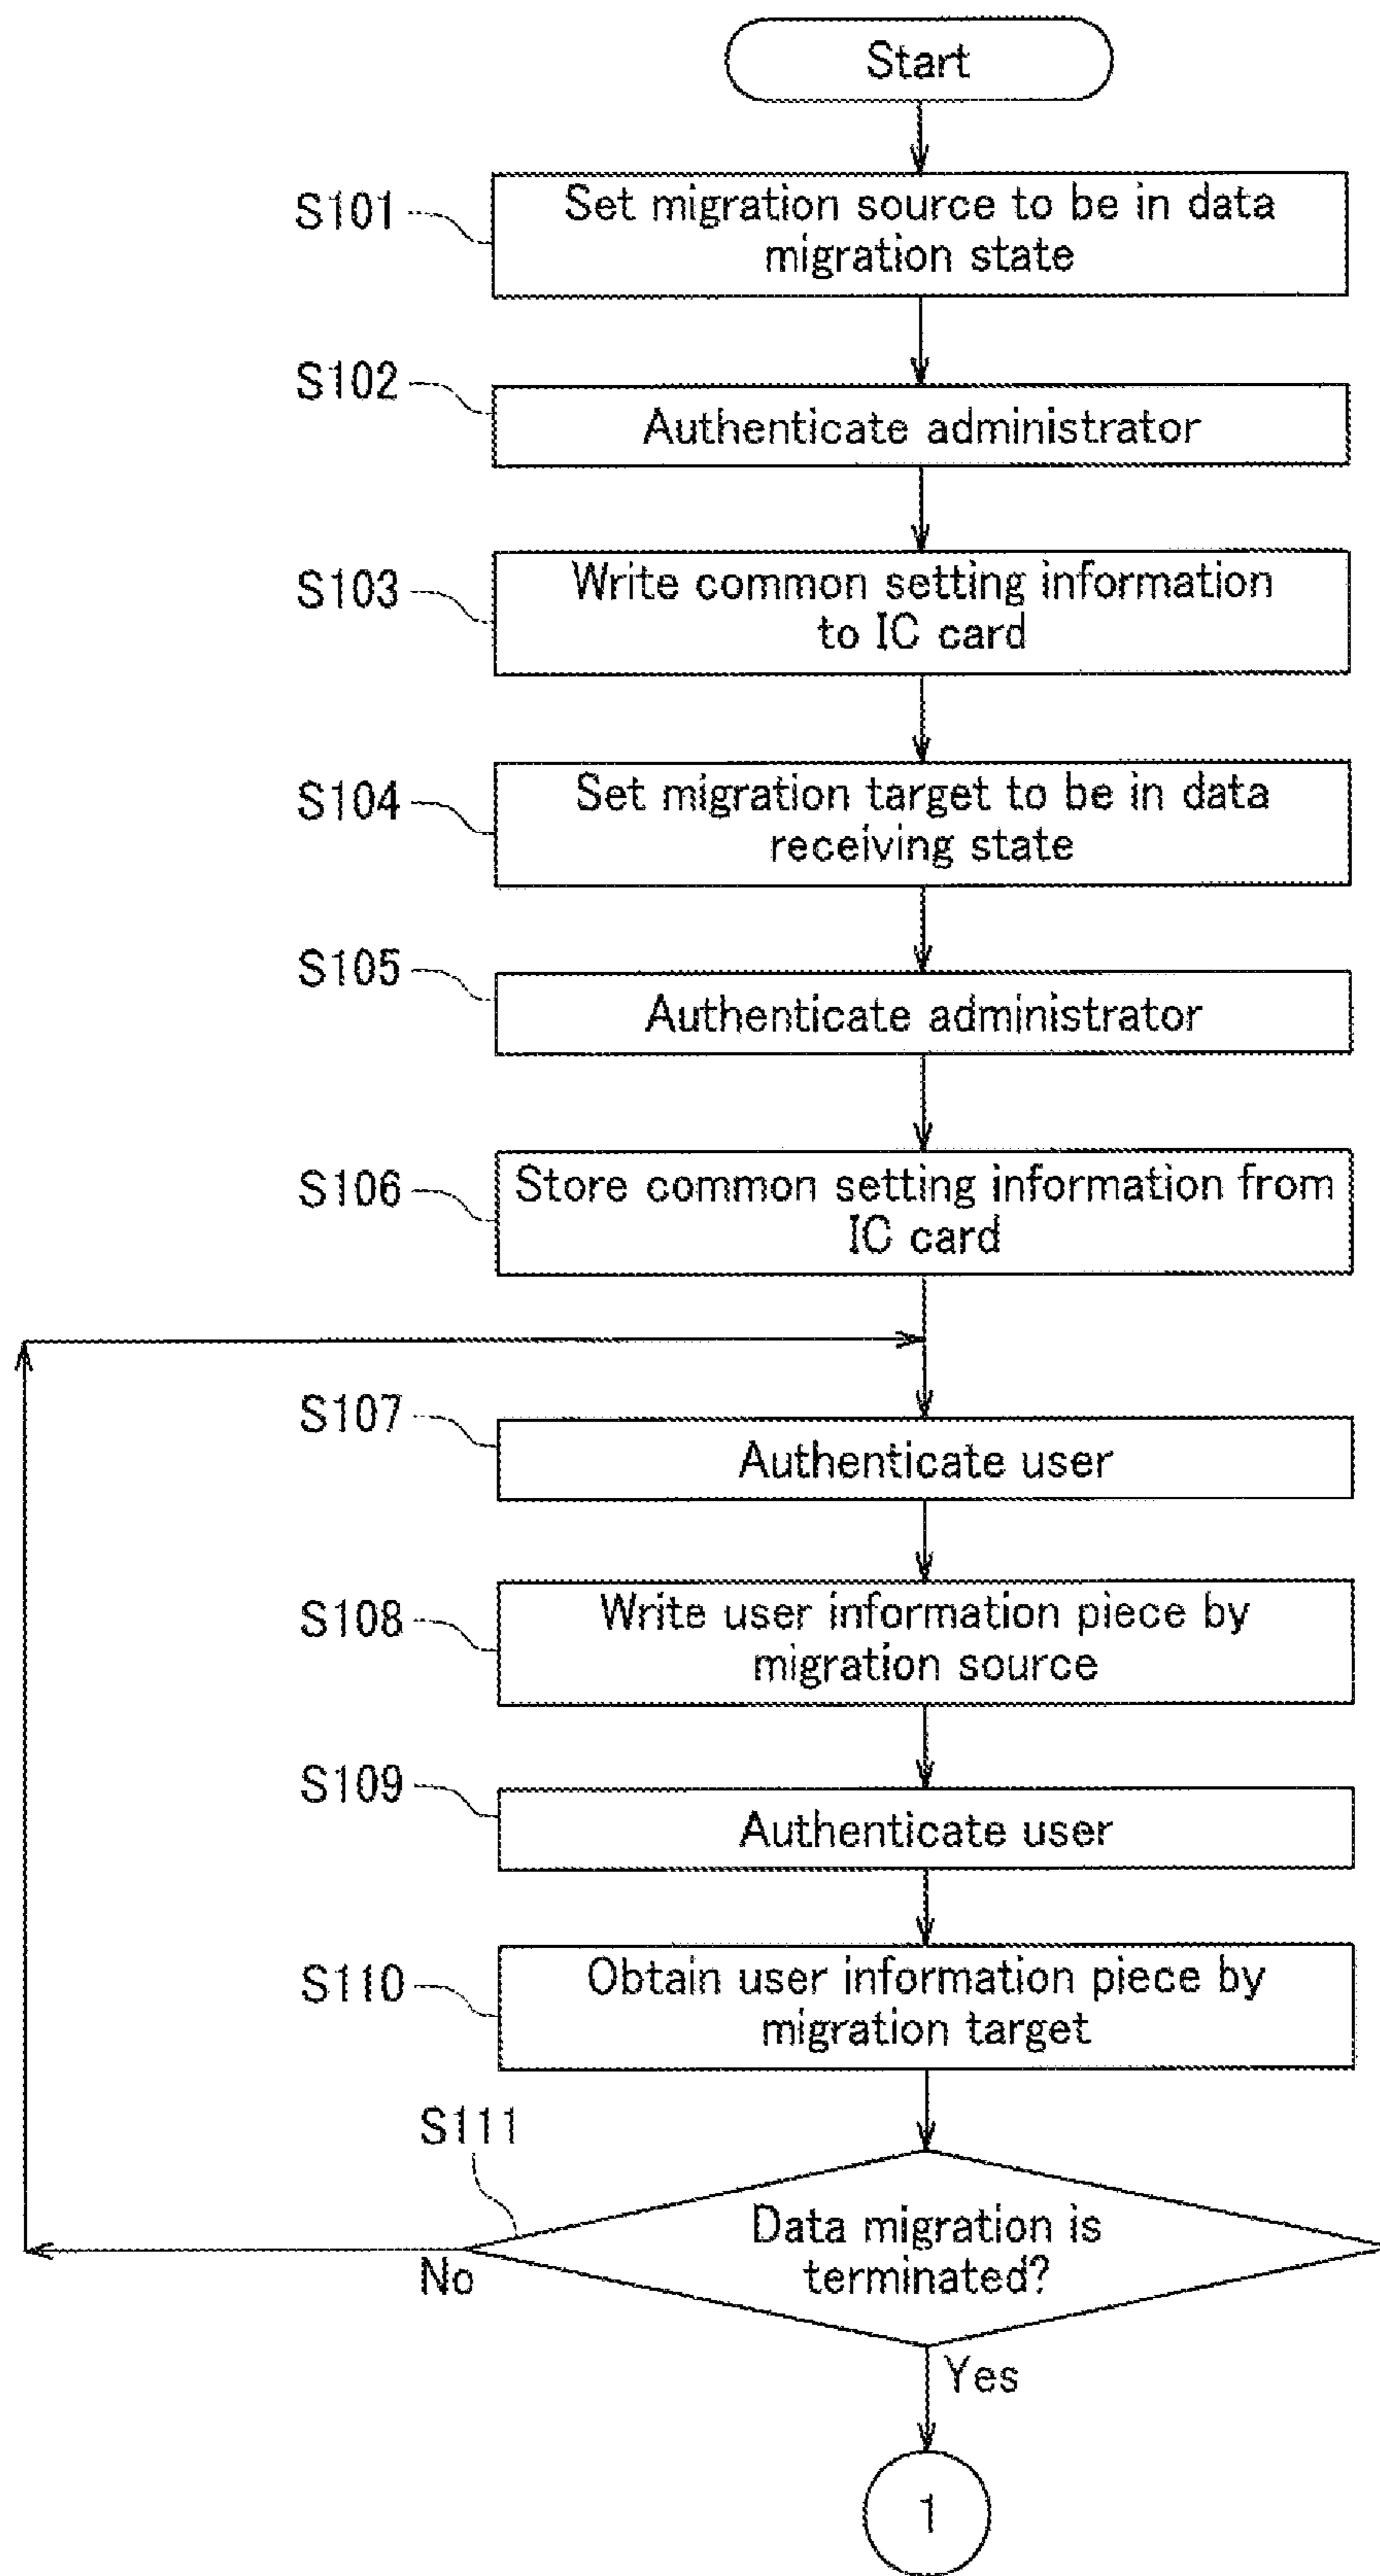 Start
S101
Set migration source to be in data
migration state
S102
Authenticate administrator
S103
Write common setting information
to IC card
S104
Set migration target to be in data
receiving state
S105
Authenticate administrator
S106
Store common setting information from
IC card
S107
Authenticate user
S108
Write user information piece by
migration source
S109
Authenticate user
S110
Obtain user information piece by
migration target
S111
Data migration is
terminated?
No
Yes
1